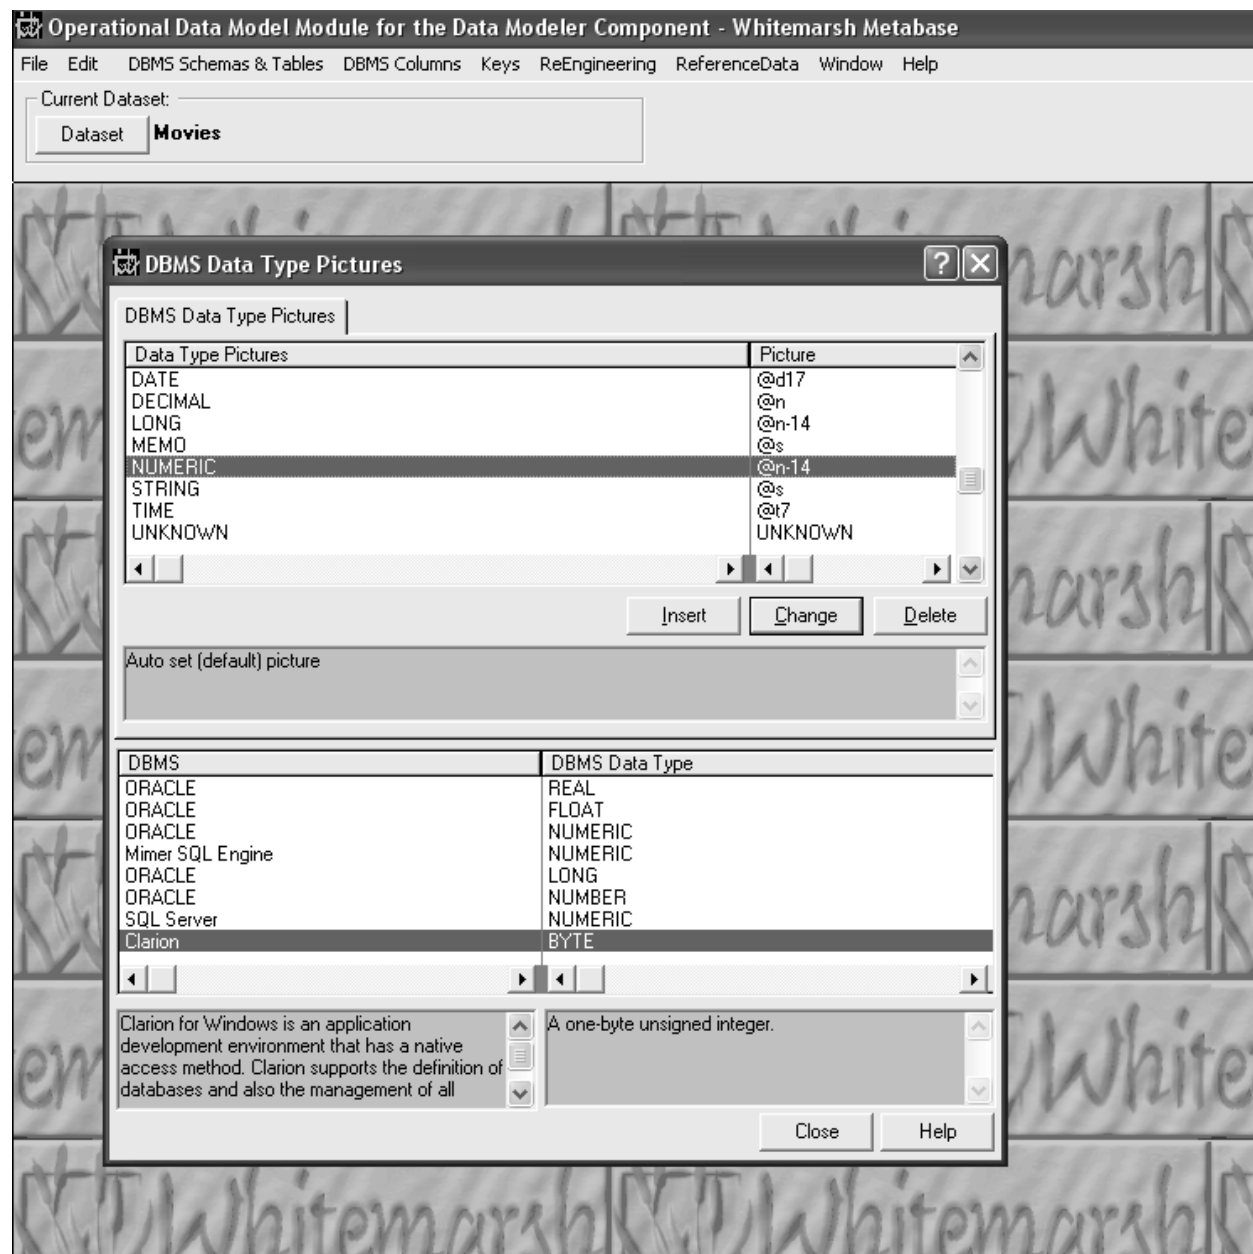 Operational Data Model Module for the Data Modeler Component - Whitemarsh Metabase
File Edit DBMS Schemas & Tables DBMS Columns Keys ReEngineering ReferenceData Window Help
Current Dataset:
Dataset Movies
DBMS Data Type Pictures
DBMS Data Type Pictures
Data Type Pictures Picture
DATE @d17
DECIMAL @n
LONG @n-14
MEMO @s
NUMERIC @n-14
STRING @s
TIME @t7
UNKNOWN UNKNOWN
Insert Change Delete
Auto set (default) picture
DBMS DBMS Data Type
ORACLE REAL
ORACLE FLOAT
ORACLE NUMERIC
Mimer SQL Engine NUMERIC
ORACLE LONG
ORACLE NUMBER
SQL Server NUMERIC
Clarion BYTE
Clarion for Windows is an application A one-byte unsigned integer.
development environment that has a native
access method. Clarion supports the definition of
databases and also the management of all
Close Help
Whitemarsh Whitemarsh